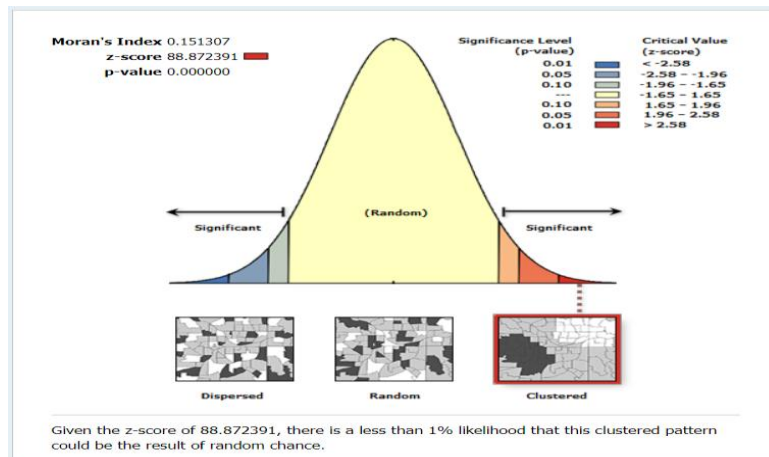 Moran's Index 0.151307
z-score 88.872391
p-value 0.000000
Significance Level (p-value)
Critical Value (z-score)
0.01 < -2.58
0.05 -2.58 – -1.96
0.10 -1.96 – -1.65
--- -1.65 – 1.65
0.10 1.65 – 1.96
0.05 1.96 – 2.58
0.01 > 2.58
(Random)
Significant
Significant
Dispersed
Random
Clustered
Given the z-score of 88.872391, there is a less than 1% likelihood that this clustered pattern
could be the result of random chance.